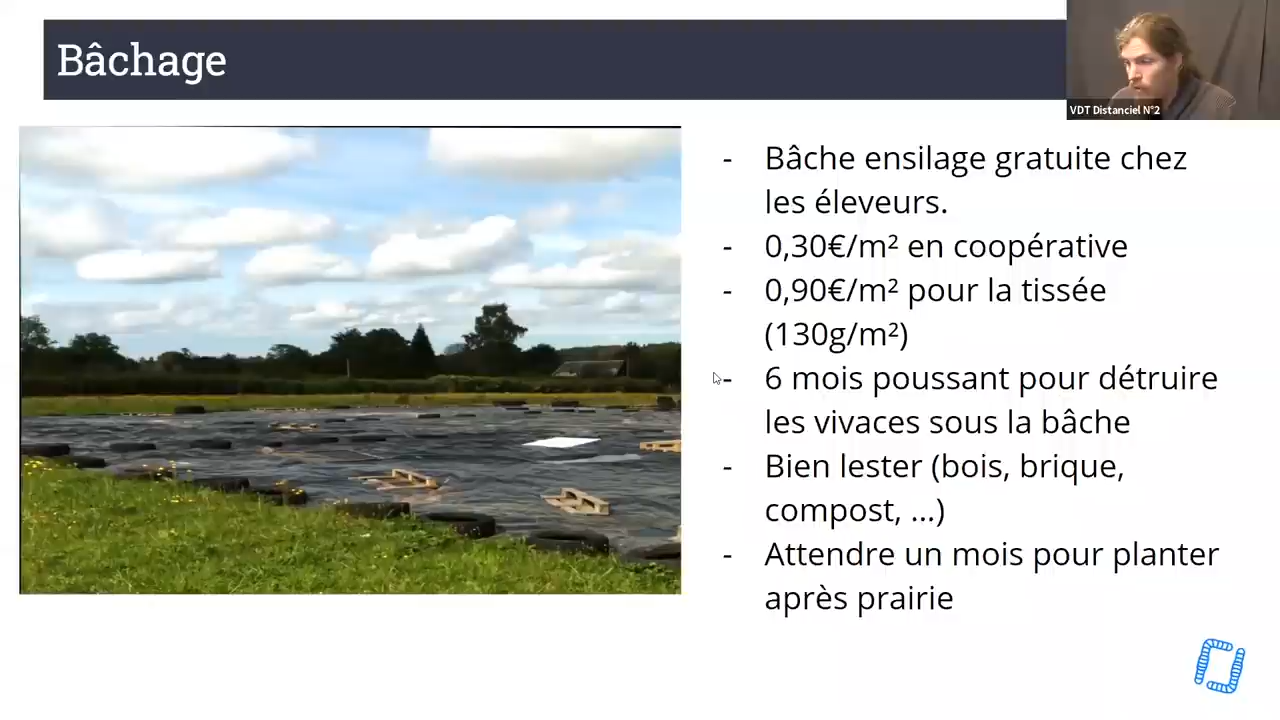 Bâchage
VDT Distanciel N°2
- Bâche ensilage gratuite chez
les éleveurs.
- 0,30€/m² en coopérative
- 0,90€/m² pour la tissée
(130g/m²)
- 6 mois poussant pour détruire
les vivaces sous la bâche
- Bien lester (bois, brique,
compost, ...)
- Attendre un mois pour planter
après prairie